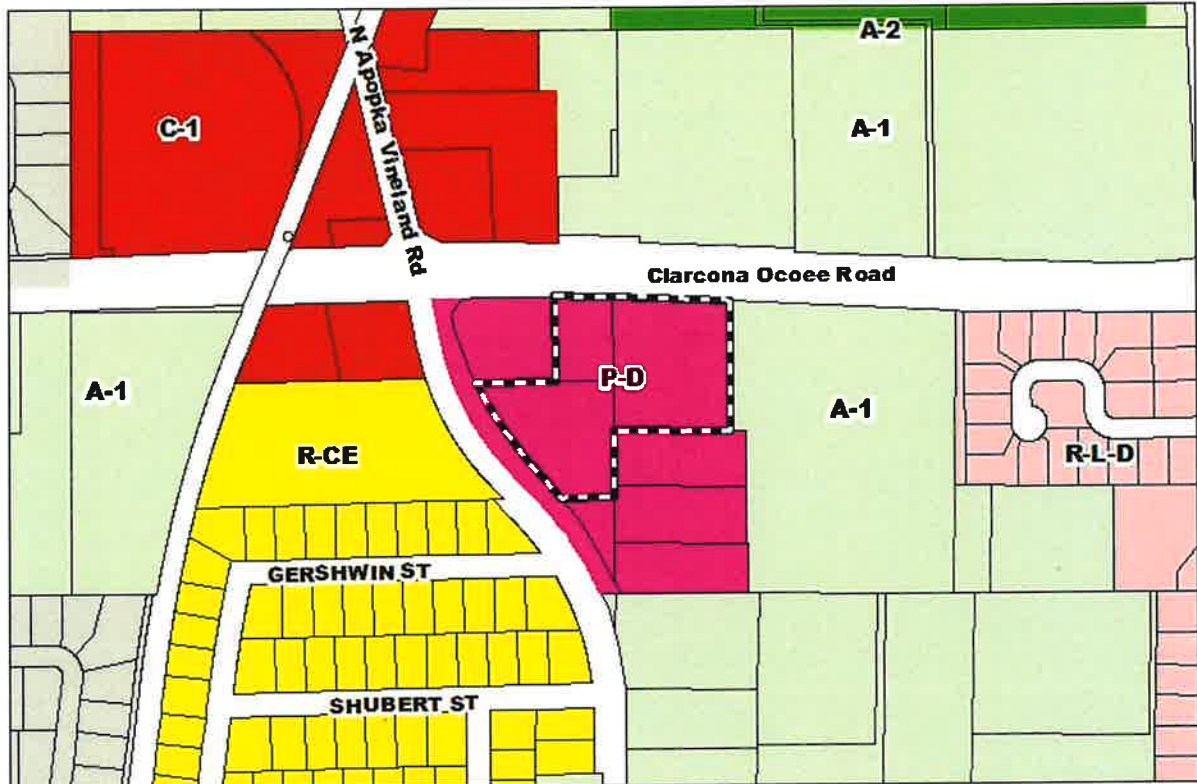 A-2
C-1
A-1
N Apopka Vineland Rd
Clarcona Ocoee Road
A-1
P-D
A-1
R-CE
R-L-D
GERSHWIN ST
SHUBERT ST